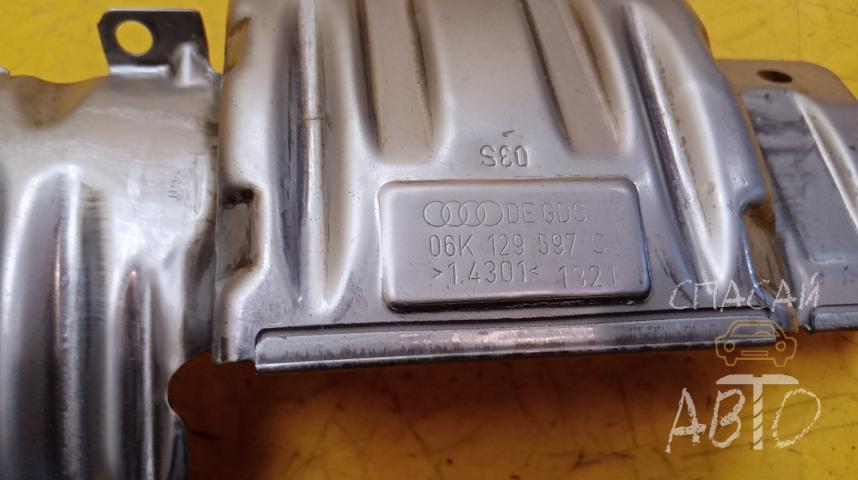 03S
DE GDS
06K 129 597 C
>1.4301< 1321
СПАСАЙ
АВТО